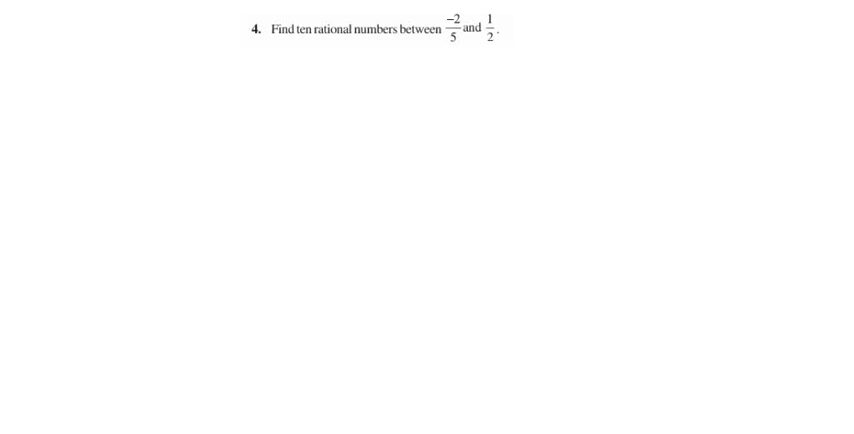 4. Find ten rational numbers between -2/5 and 1/2.